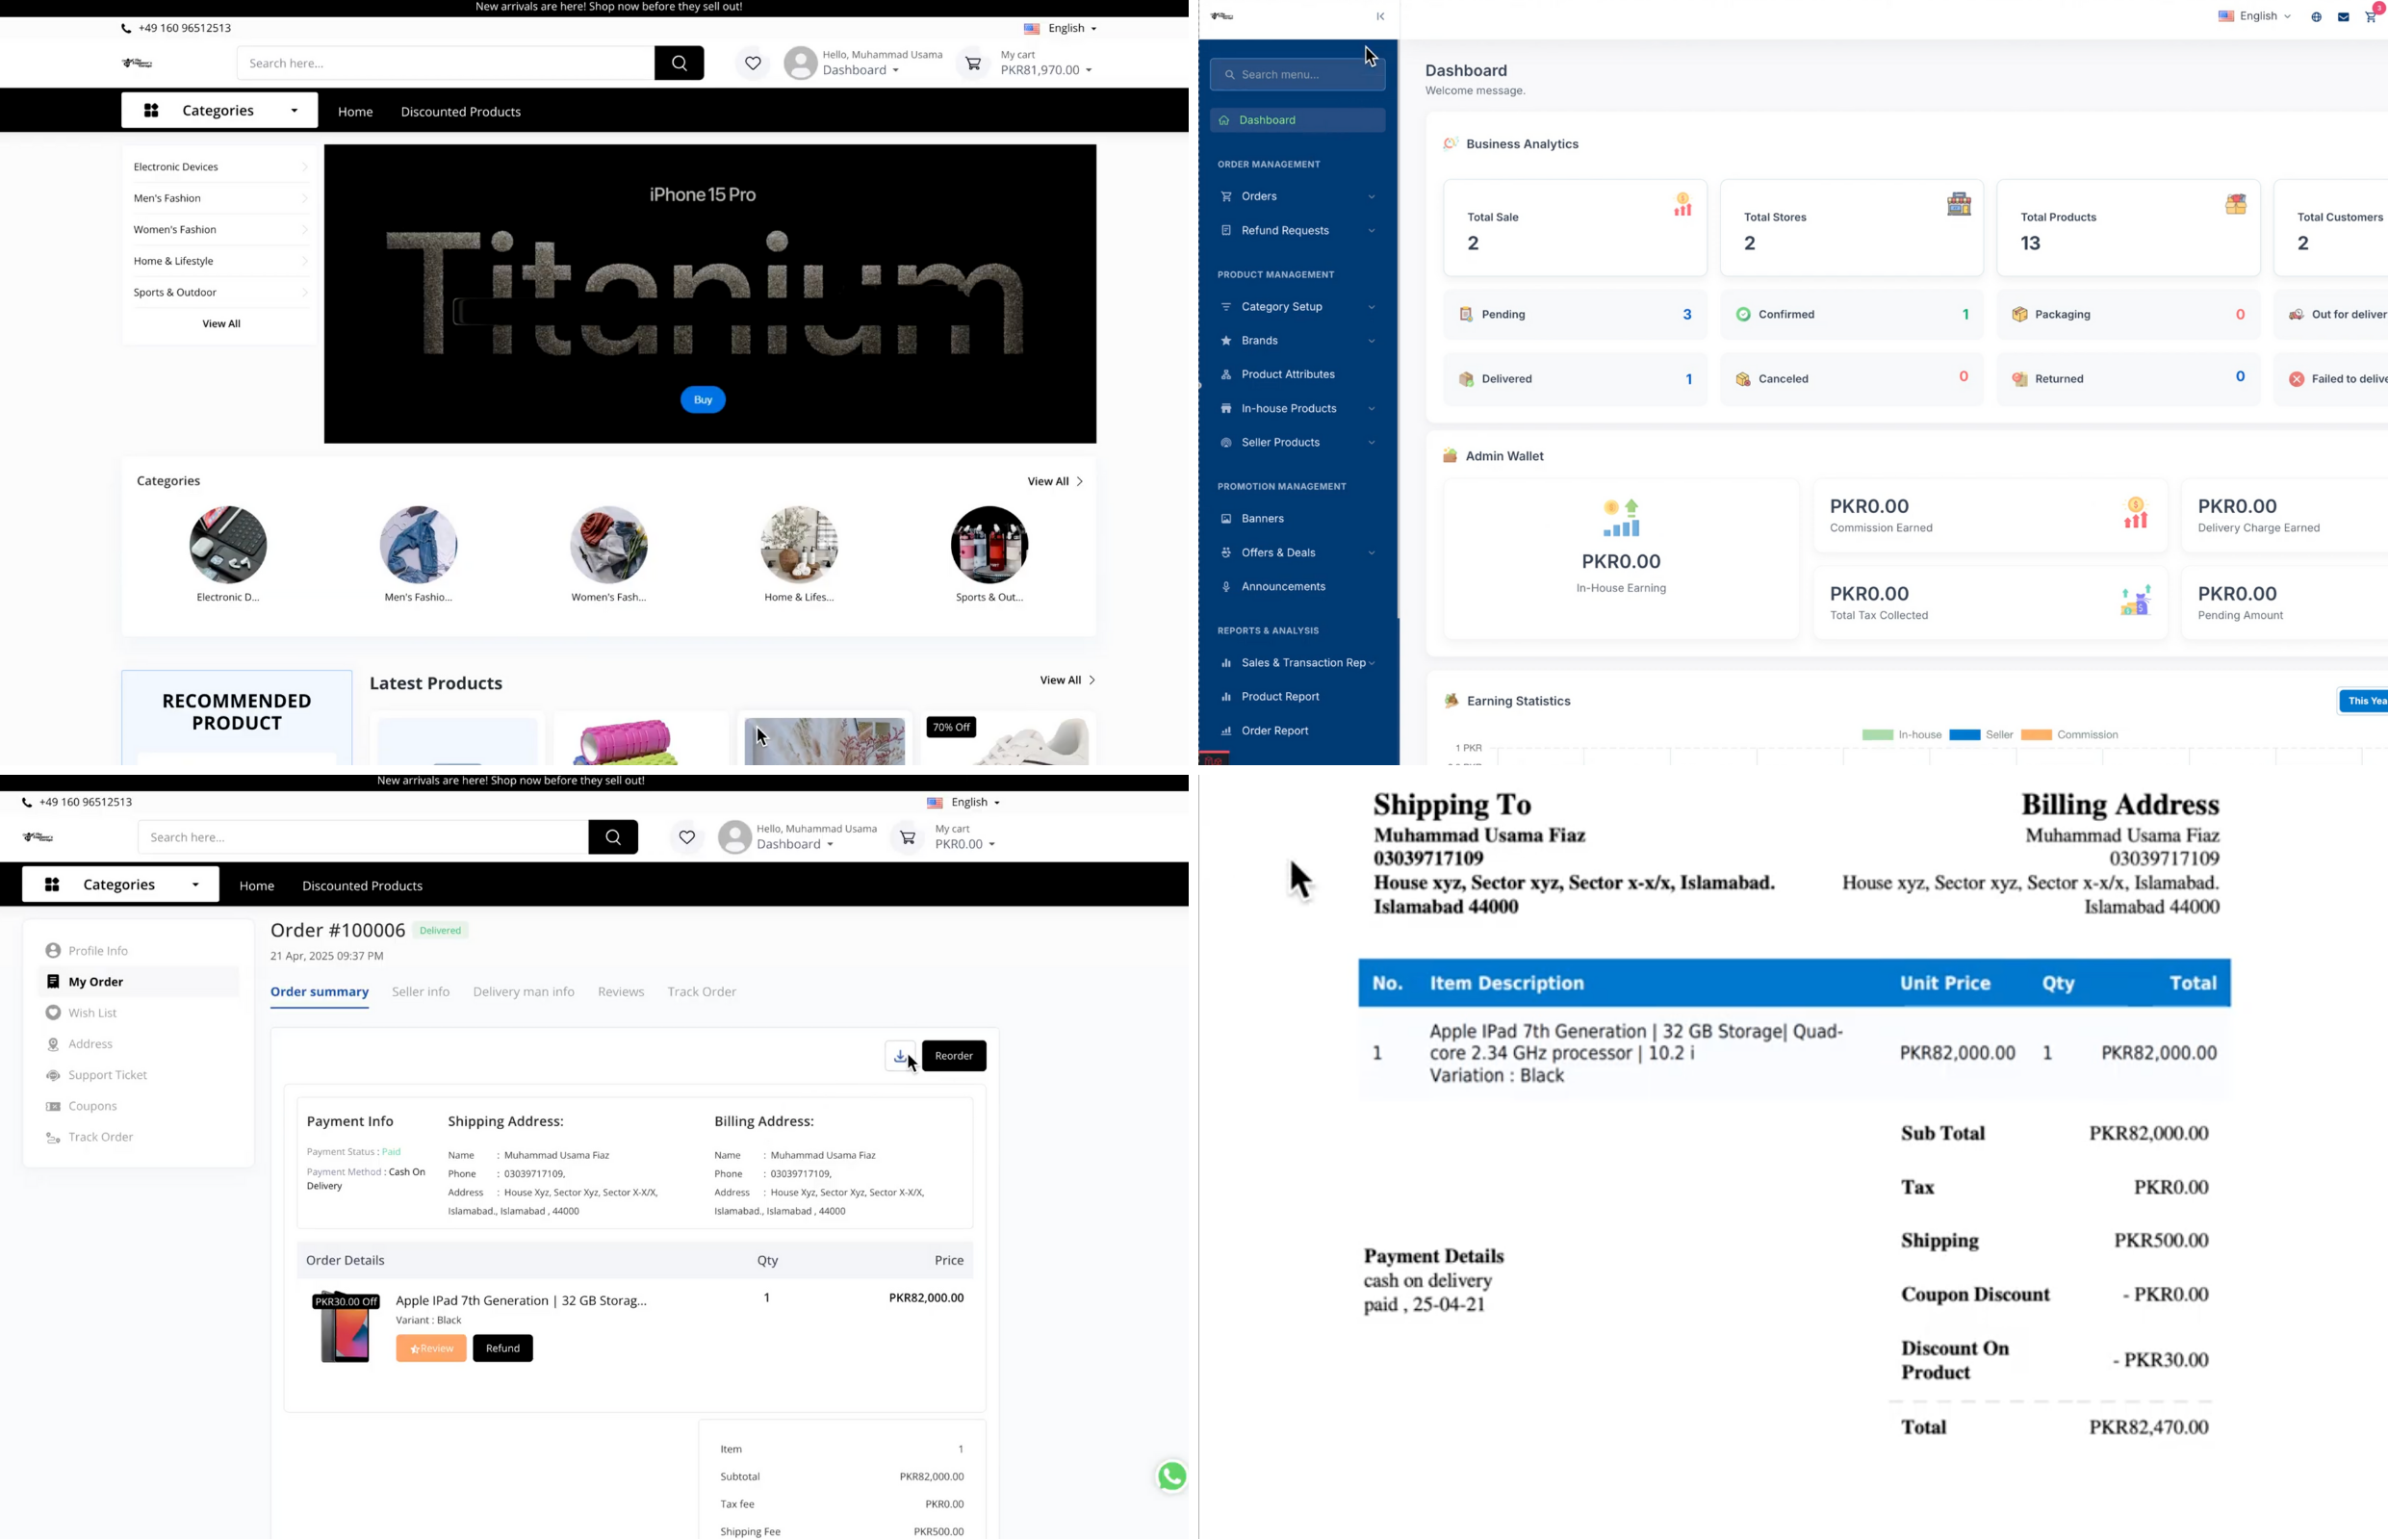 New arrivals are here! Shop now before they sell out!
+49 160 96512513
English
Search here...
Hello, Muhammad Usama
Dashboard
My cart
PKR81,970.00
Categories
Home
Discounted Products
Electronic Devices
Men's Fashion
Women's Fashion
Home & Lifestyle
Sports & Outdoor
View All
iPhone 15 Pro
Titanium
Buy
Categories
View All
Electronic D...
Men's Fashio...
Women's Fash...
Home & Lifes...
Sports & Out...
RECOMMENDED
PRODUCT
Latest Products
View All
70% Off
English
3
Search menu...
Dashboard
ORDER MANAGEMENT
Orders
Refund Requests
PRODUCT MANAGEMENT
Category Setup
Brands
Product Attributes
In-house Products
Seller Products
PROMOTION MANAGEMENT
Banners
Offers & Deals
Announcements
REPORTS & ANALYSIS
Sales & Transaction Rep
Product Report
Order Report
Dashboard
Welcome message.
Business Analytics
Total Sale
2
Total Stores
2
Total Products
13
Total Customers
2
Pending 3
Confirmed 1
Packaging 0
Out for deliver
Delivered 1
Canceled 0
Returned 0
Failed to delive
Admin Wallet
PKR0.00
In-House Earning
PKR0.00
Commission Earned
PKR0.00
Delivery Charge Earned
PKR0.00
Total Tax Collected
PKR0.00
Pending Amount
Earning Statistics
This Yea
In-house Seller Commission
1 PKR
New arrivals are here! Shop now before they sell out!
+49 160 96512513
English
Search here...
Hello, Muhammad Usama
Dashboard
My cart
PKR0.00
Categories
Home
Discounted Products
Profile Info
My Order
Wish List
Address
Support Ticket
Coupons
Track Order
Order #100006 Delivered
21 Apr, 2025 09:37 PM
Order summary Seller info Delivery man info Reviews Track Order
Reorder
Payment Info
Payment Status : Paid
Payment Method : Cash On
Delivery
Shipping Address:
Name : Muhammad Usama Fiaz
Phone : 03039717109,
Address : House Xyz, Sector Xyz, Sector X-X/X,
Islamabad., Islamabad , 44000
Billing Address:
Name : Muhammad Usama Fiaz
Phone : 03039717109,
Address : House Xyz, Sector Xyz, Sector X-X/X,
Islamabad., Islamabad , 44000
Order Details Qty Price
PKR30.00 Off
Apple IPad 7th Generation | 32 GB Storag... 1 PKR82,000.00
Variant : Black
Review
Refund
Item 1
Subtotal PKR82,000.00
Tax fee PKR0.00
Shipping Fee PKR500.00
Shipping To
Muhammad Usama Fiaz
03039717109
House xyz, Sector xyz, Sector x-x/x, Islamabad.
Islamabad 44000
Billing Address
Muhammad Usama Fiaz
03039717109
House xyz, Sector xyz, Sector x-x/x, Islamabad.
Islamabad 44000
No. Item Description Unit Price Qty Total
1 Apple IPad 7th Generation | 32 GB Storage| Quad-
core 2.34 GHz processor | 10.2 i PKR82,000.00 1 PKR82,000.00
Variation : Black
Sub Total PKR82,000.00
Tax PKR0.00
Shipping PKR500.00
Coupon Discount - PKR0.00
Discount On
Product - PKR30.00
Total PKR82,470.00
Payment Details
cash on delivery
paid , 25-04-21